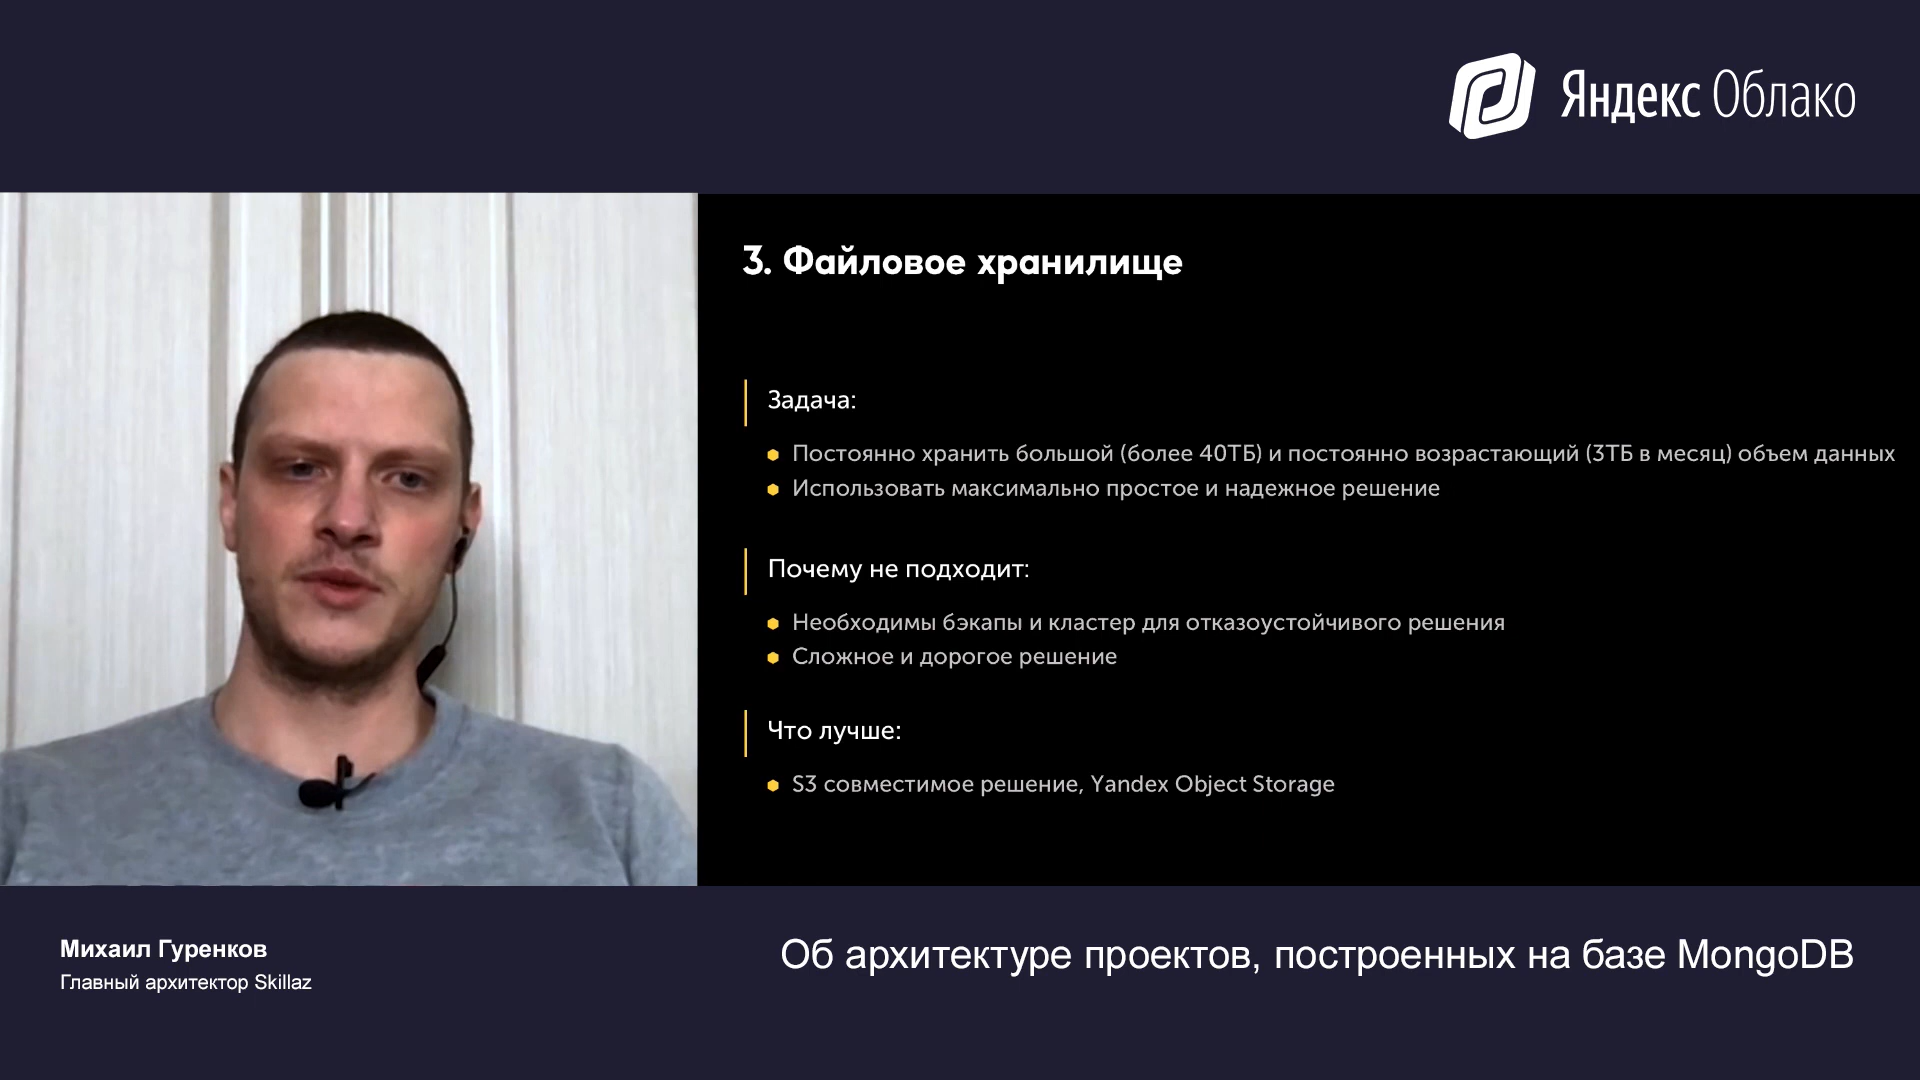 Яндекс Облако
3. Файловое хранилище
Задача:
Постоянно хранить большой (более 40ТБ) и постоянно возрастающий (3ТБ в месяц) объем данных
Использовать максимально простое и надежное решение
Почему не подходит:
Необходимы бэкапы и кластер для отказоустойчивого решения
Сложное и дорогое решение
Что лучше:
S3 совместимое решение, Yandex Object Storage
Михаил Гуренков
Главный архитектор Skillaz
Об архитектуре проектов, построенных на базе MongoDB